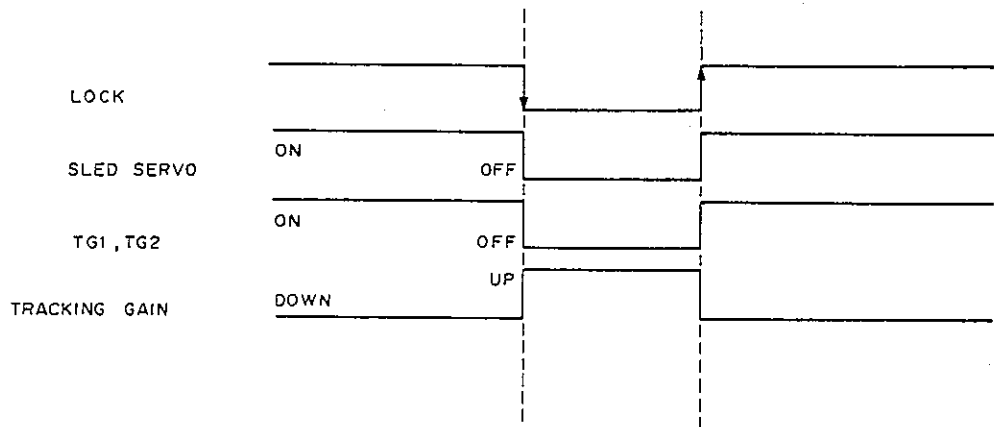 LOCK
ON
SLED SERVO
OFF
ON
TG1, TG2
OFF
UP
DOWN
TRACKING GAIN